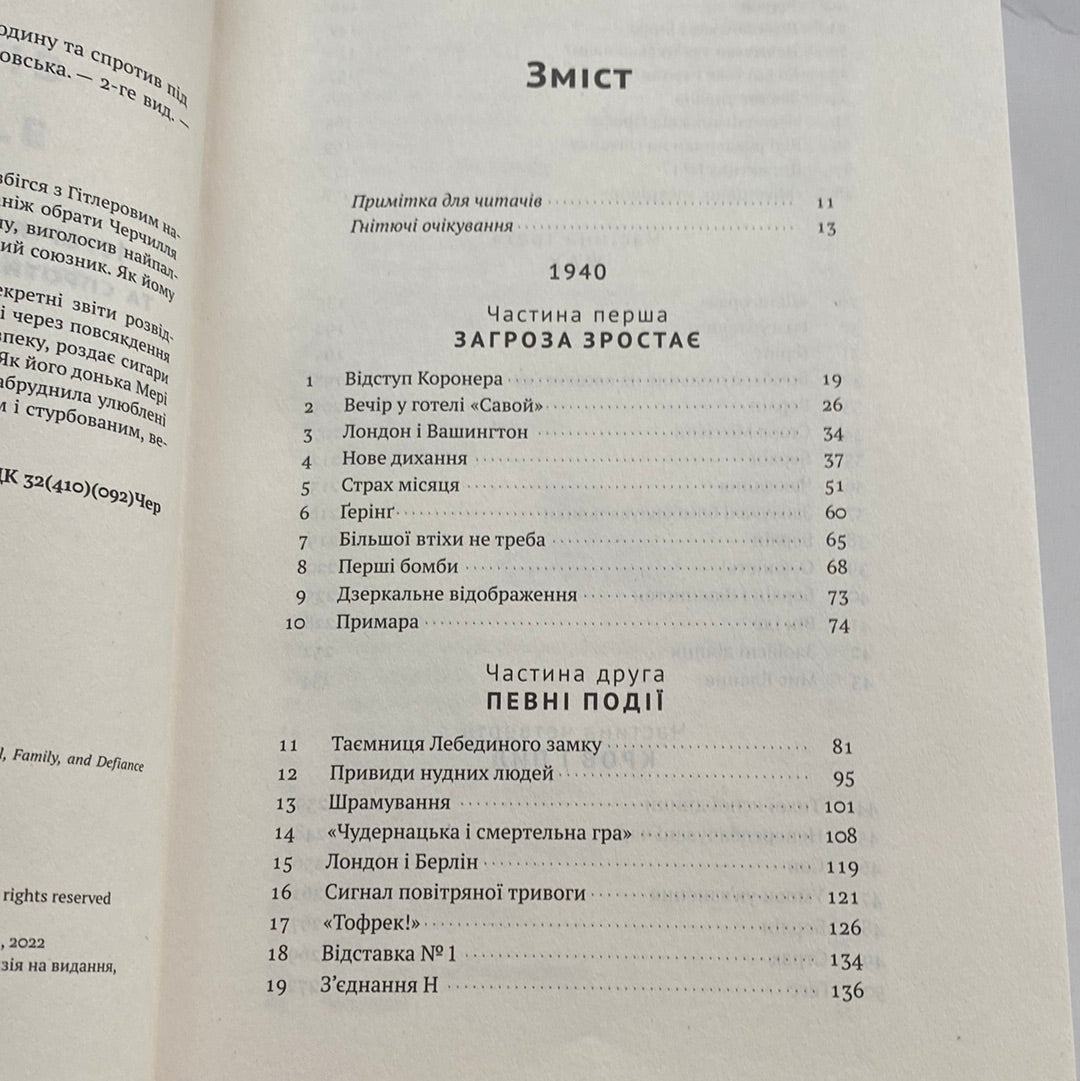 одину та спротив під
овська. — 2-ге вид. —
збігся з Гітлеровим на-
ніж обрати Черчилля
ну, виголосив найпал-
ий союзник. Як йому
екретні звіти розвід-
і через повсякдення
зпеку, роздає сигари
Як його донька Мері
абруднила улюблені
м і стурбованим, ве-
ДК 32(410)(092)Чер
l, Family, and Defiance
rights reserved
, 2022
зія на видання,
Зміст
Примітка для читачів 11
Гнітючі очікування 13
1940
Частина перша
ЗАГРОЗА ЗРОСТАЄ
1 Відступ Коронера 19
2 Вечір у готелі «Савой» 26
3 Лондон і Вашингтон 34
4 Нове дихання 37
5 Страх місяця 51
6 Ґерінґ 60
7 Більшої втіхи не треба 65
8 Перші бомби 68
9 Дзеркальне відображення 73
10 Примара 74
Частина друга
ПЕВНІ ПОДІЇ
11 Таємниця Лебединого замку 81
12 Привиди нудних людей 95
13 Шрамування 101
14 «Чудернацька і смертельна гра» 108
15 Лондон і Берлін 119
16 Сигнал повітряної тривоги 121
17 «Тофрек!» 126
18 Відставка № 1 134
19 З’єднання Н 136